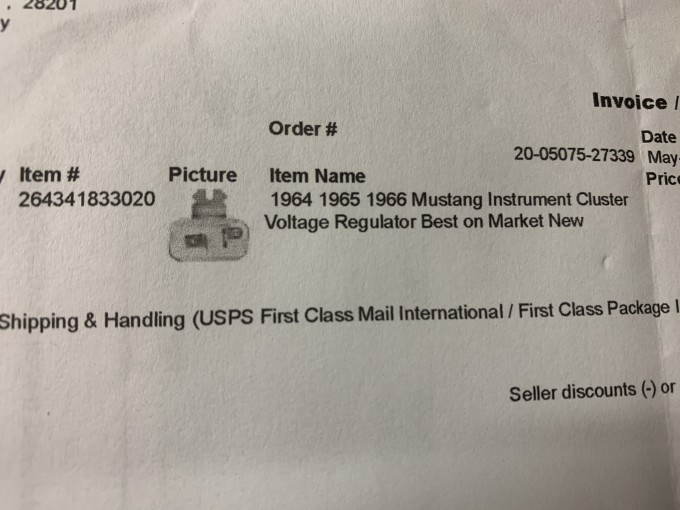 , 28201
y
Invoice /
Order #
Date
20-05075-27339 May-
Item # Picture Item Name
Price
264341833020 1964 1965 1966 Mustang Instrument Cluster
Voltage Regulator Best on Market New
Shipping & Handling (USPS First Class Mail International / First Class Package I
Seller discounts (-) or